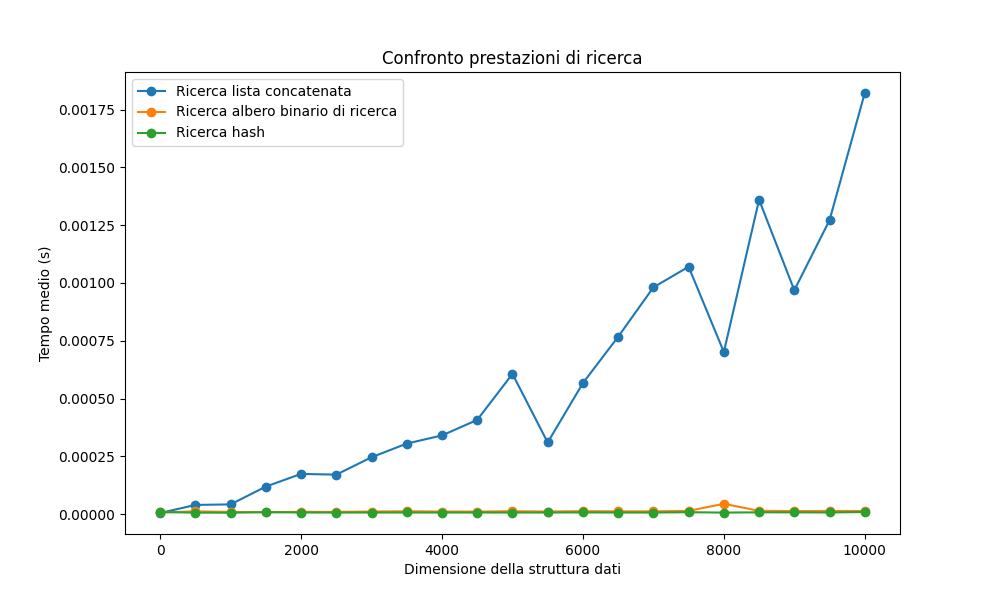 Confronto prestazioni di ricerca
Ricerca lista concatenata
Ricerca albero binario di ricerca
Ricerca hash
Tempo medio (s)
0.00175
0.00150
0.00125
0.00100
0.00075
0.00050
0.00025
0.00000
0 2000 4000 6000 8000 10000
Dimensione della struttura dati